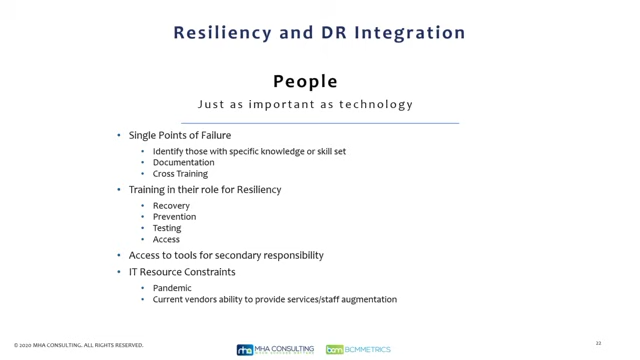 Resiliency and DR Integration
People
Just as important as technology
• Single Points of Failure
• Identify those with specific knowledge or skill set
• Documentation
• Cross Training
• Training in their role for Resiliency
• Recovery
• Prevention
• Testing
• Access
• Access to tools for secondary responsibility
• IT Resource Constraints
• Pandemic
• Current vendors ability to provide services/staff augmentation
© 2020 MHA CONSULTING. ALL RIGHTS RESERVED.
mha MHA CONSULTING
bcm BCMMETRICS
22